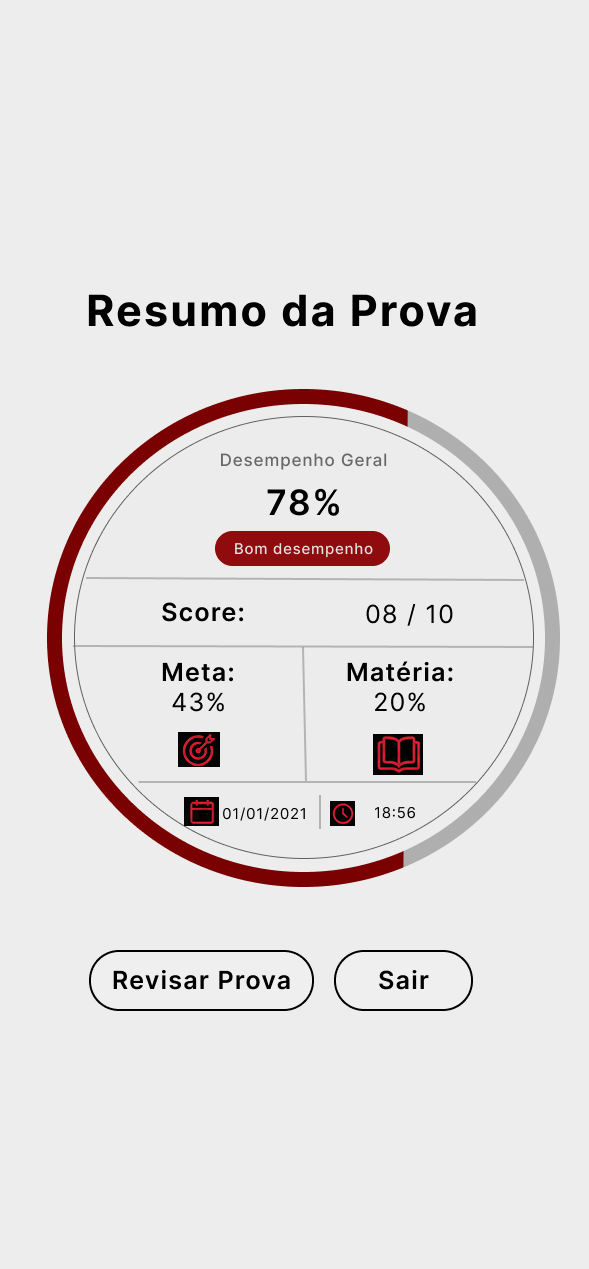 Resumo da Prova
Desempenho Geral
78%
Bom desempenho
Score: 08 / 10
Meta: Matéria:
43% 20%
01/01/2021 18:56
Revisar Prova Sair